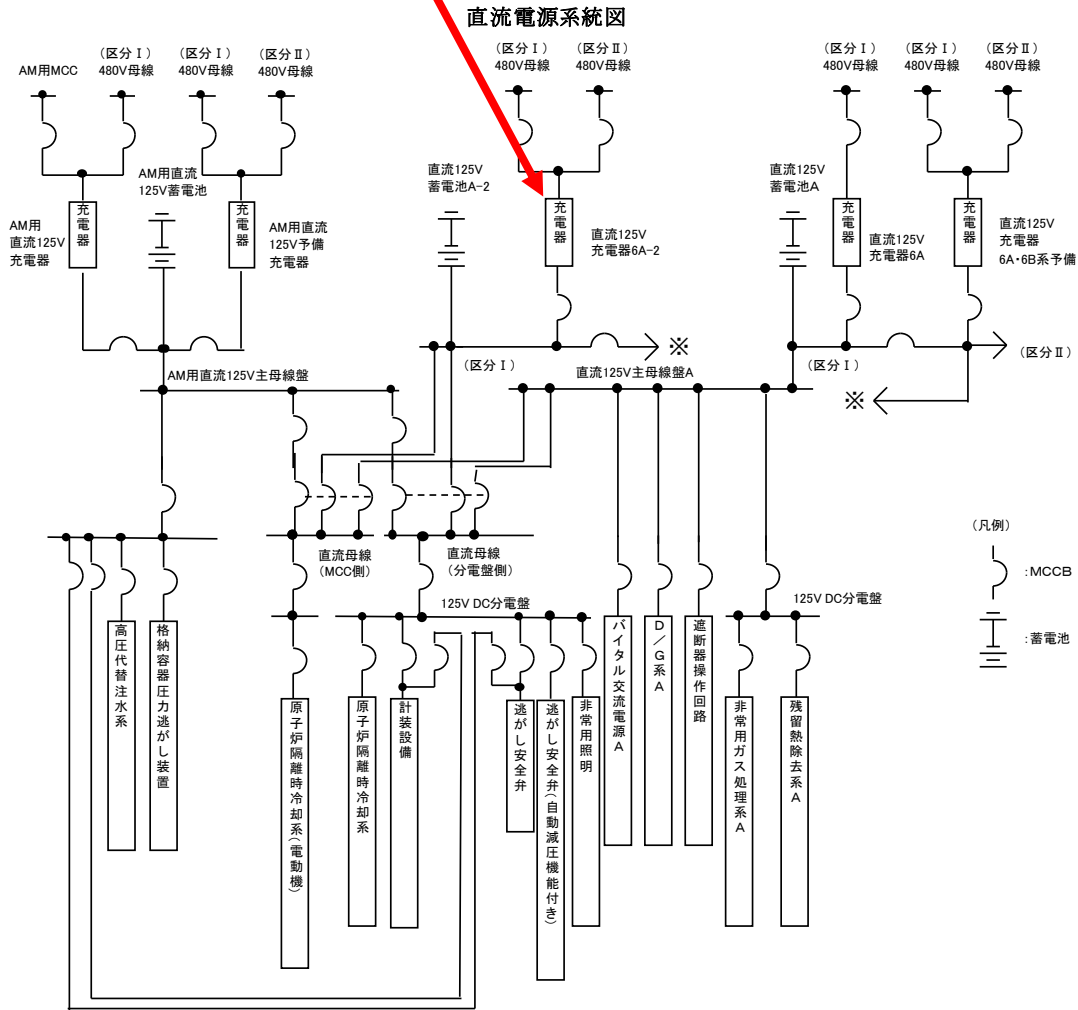 直流電源系統図
AM用MCC
(区分Ⅰ)
480V母線
(区分Ⅰ)
480V母線
(区分Ⅱ)
480V母線
(区分Ⅰ)
480V母線
(区分Ⅱ)
480V母線
(区分Ⅰ)
480V母線
(区分Ⅰ)
480V母線
(区分Ⅱ)
480V母線
AM用
直流125V
充電器
充電器
AM用直流
125V蓄電池
充電器
AM用直流
125V予備
充電器
直流125V
蓄電池A-2
充電器
直流125V
充電器6A-2
直流125V
蓄電池A
充電器
直流125V
充電器6A
充電器
直流125V
充電器
6A・6B系予備
※
(区分Ⅰ)
(区分Ⅰ)
(区分Ⅱ)
AM用直流125V主母線盤
直流125V主母線盤A
※
直流母線
(MCC側)
直流母線
(分電盤側)
125V DC分電盤
125V DC分電盤
高圧代替注水系
格納容器圧力逃がし装置
原子炉隔離時冷却系(電動機)
原子炉隔離時冷却系
計装設備
逃がし安全弁
逃がし安全弁(自動減圧機能付き)
非常用照明
バイタル交流電源A
D/G系A
遮断器操作回路
非常用ガス処理系A
残留熱除去系A
(凡例)
:MCCB
:蓄電池